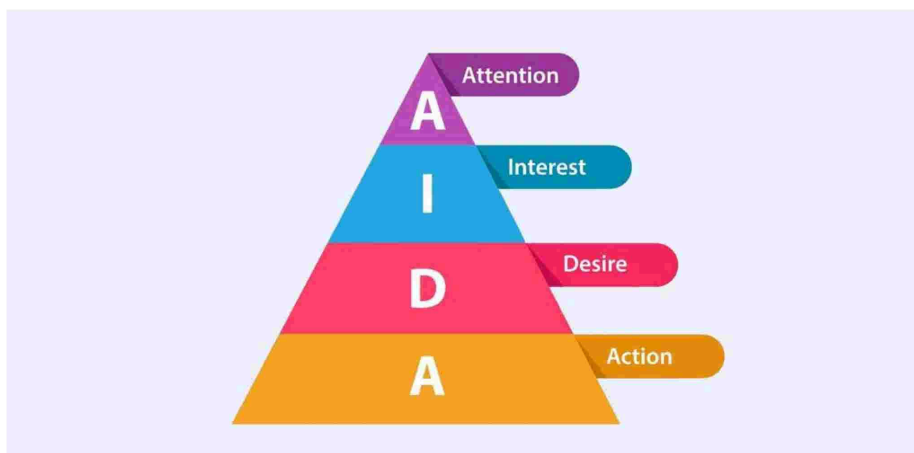 A
Attention
I
Interest
D
Desire
A
Action